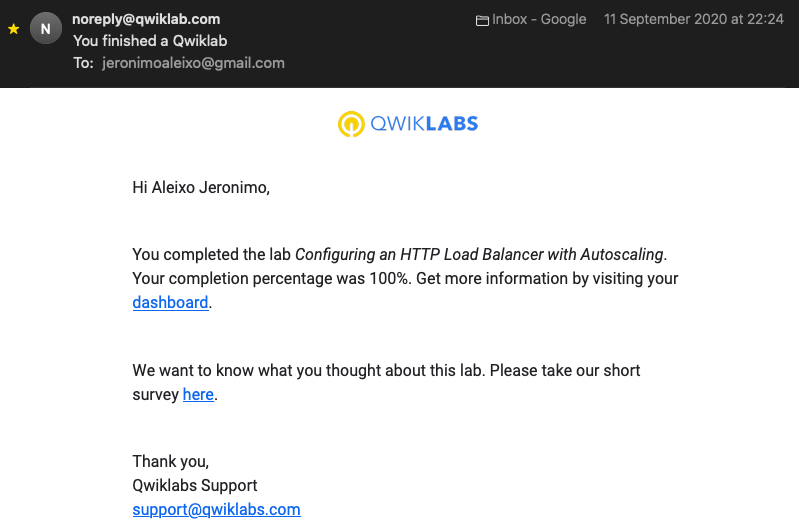 noreply@qwiklab.com
Inbox - Google
11 September 2020 at 22:24
N
You finished a Qwiklab
To: jeronimoaleixo@gmail.com
QWIKLABS
Hi Aleixo Jeronimo,
You completed the lab Configuring an HTTP Load Balancer with Autoscaling.
Your completion percentage was 100%. Get more information by visiting your
dashboard.
We want to know what you thought about this lab. Please take our short
survey here.
Thank you,
Qwiklabs Support
support@qwiklabs.com